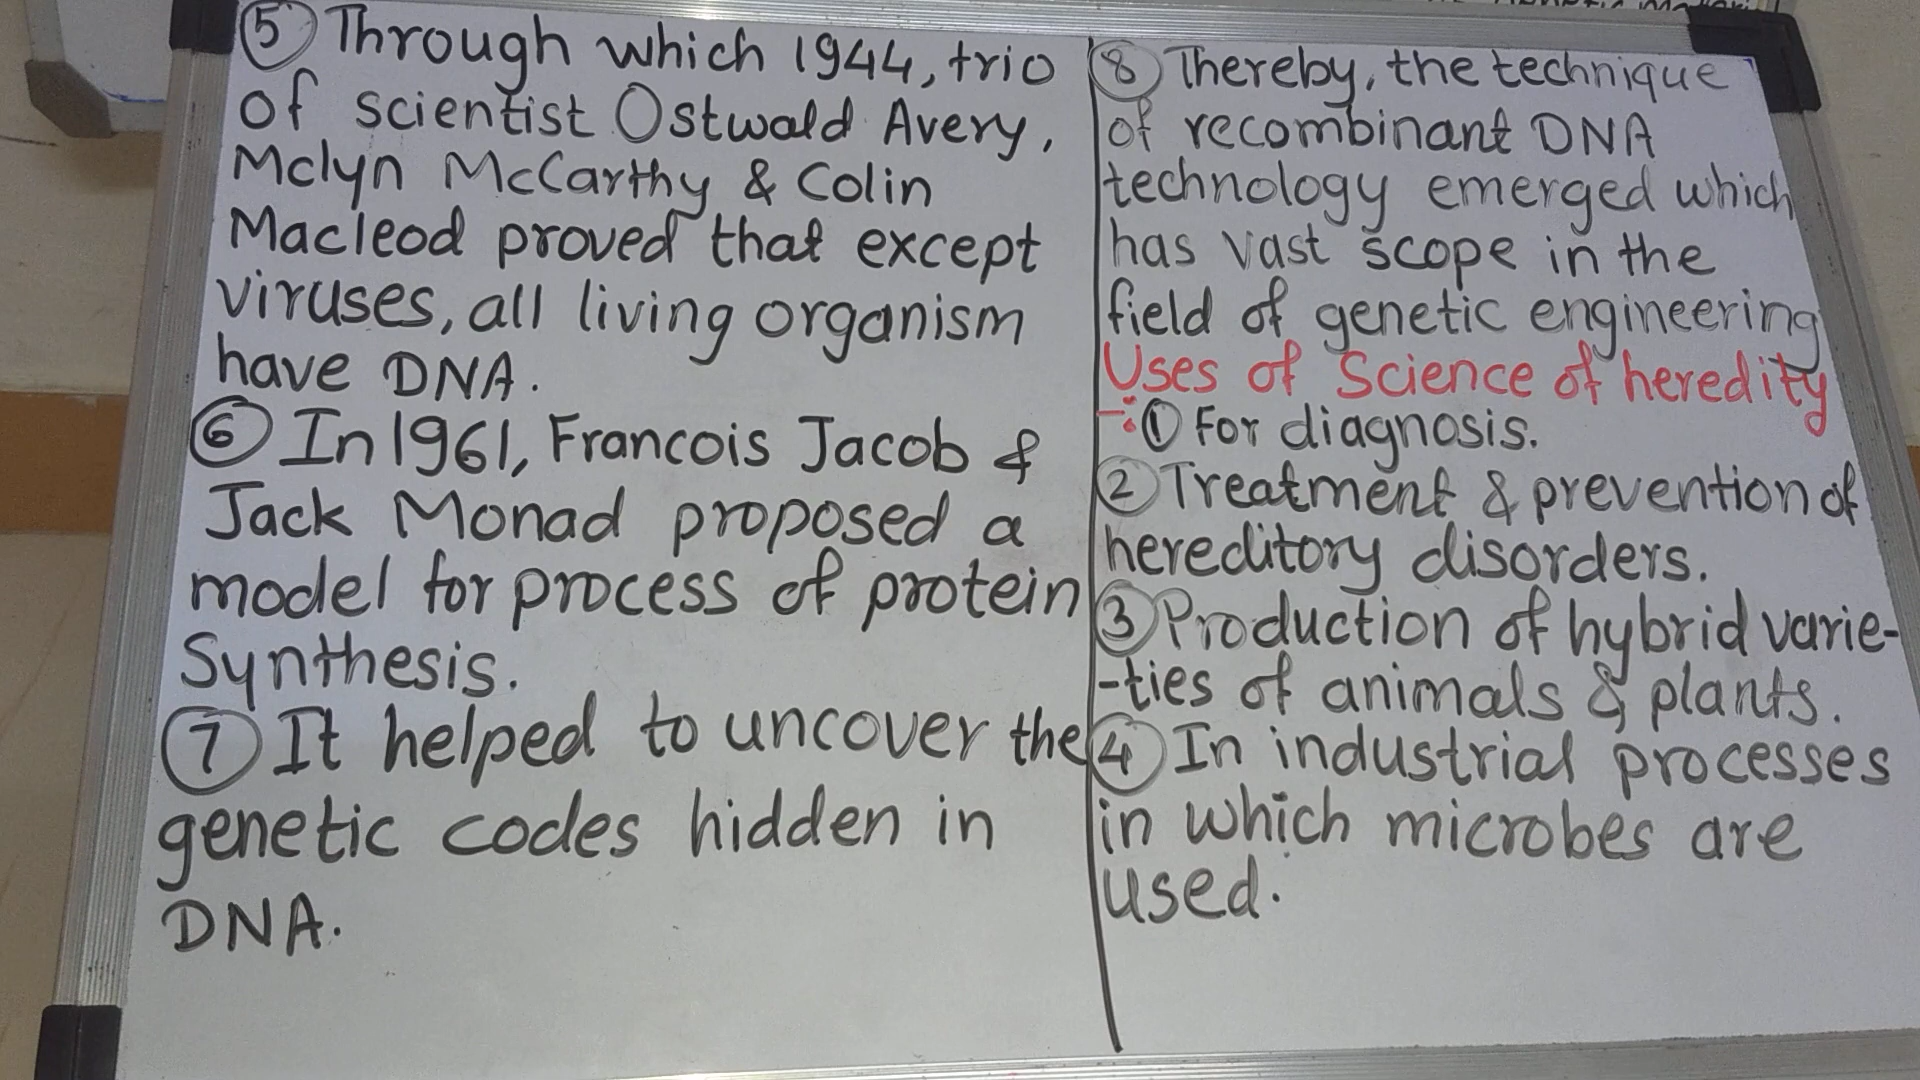 ⑤ Through which 1944, trio
of scientist Ostwald Avery,
Mclyn McCarthy & Colin
Macleod proved that except
viruses, all living organism
have DNA.
⑥ In 1961, Francois Jacob &
Jack Monad proposed a
model for process of protein
Synthesis.
⑦ It helped to uncover the
genetic codes hidden in
DNA.
⑧ Thereby, the technique
of recombinant DNA
technology emerged which
has vast scope in the
field of genetic engineering
Uses of Science of heredity
-: ① For diagnosis.
② Treatment & prevention of
hereditory disorders.
③ Production of hybrid varie-
-ties of animals & plants.
④ In industrial processes
in which microbes are
used.